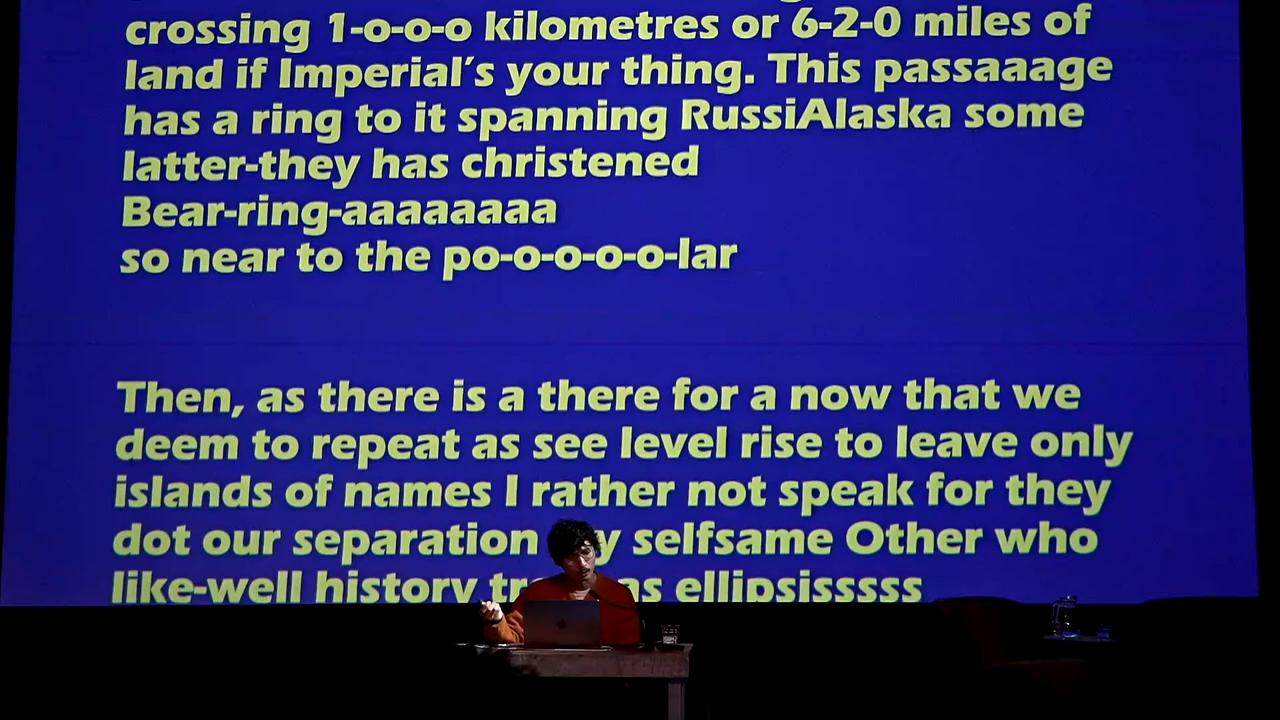 crossing 1-o-o-o kilometres or 6-2-0 miles of
land if Imperial's your thing. This passaaage
has a ring to it spanning RussiAlaska some
latter-they has christened
Bear-ring-aaaaaaaa
so near to the po-o-o-o-o-lar
Then, as there is a there for a now that we
deem to repeat as see level rise to leave only
islands of names I rather not speak for they
dot our separation selfsame Other who
like-well history as ellipsisssss